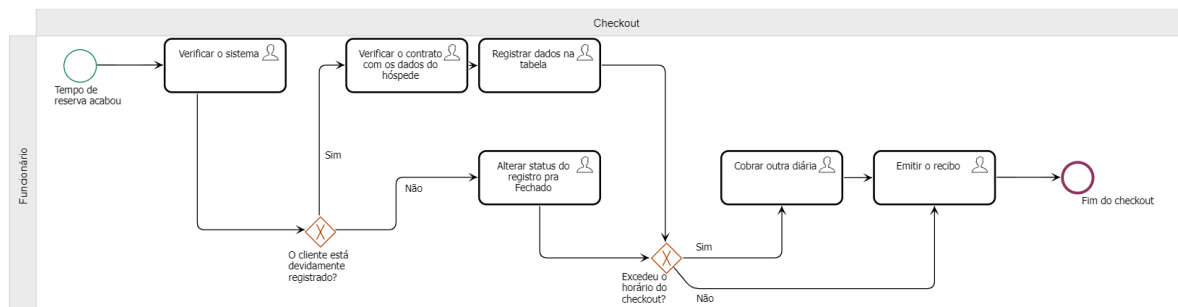 Checkout
Funcionário
Tempo de
reserva acabou
Verificar o sistema
O cliente está
devidamente
registrado?
Sim
Verificar o contrato
com os dados do
hóspede
Registrar dados na
tabela
Não
Alterar status do
registro pra
Fechado
Excedeu o
horário do
checkout?
Sim
Cobrar outra diária
Não
Emitir o recibo
Fim do checkout